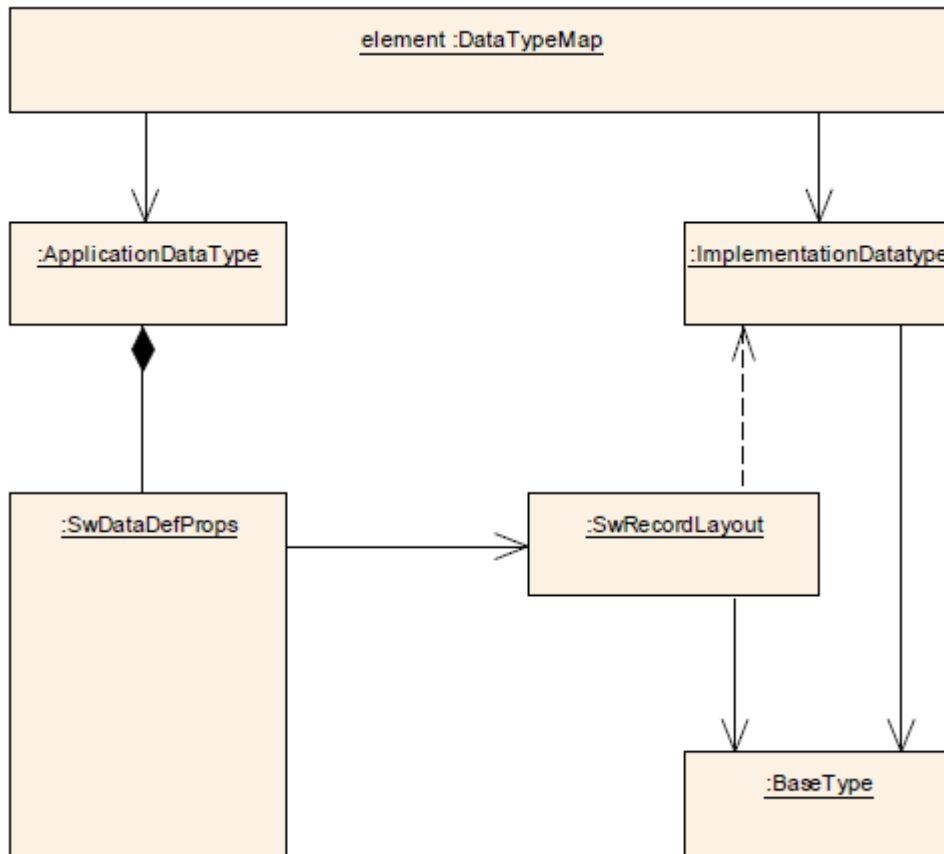 element :DataTypeMap
:ApplicationDataType
:ImplementationDatatype
:SwDataDefProps
:SwRecordLayout
:BaseType